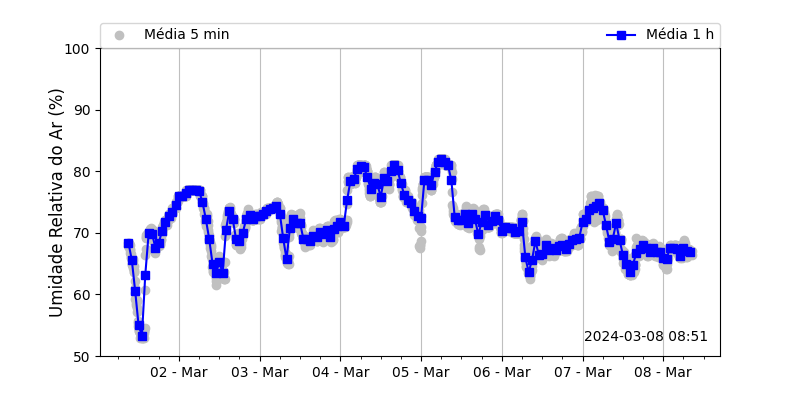 Média 5 min
Média 1 h
Umidade Relativa do Ar (%)
100
90
80
70
60
50
2024-03-08 08:51
02 - Mar
03 - Mar
04 - Mar
05 - Mar
06 - Mar
07 - Mar
08 - Mar